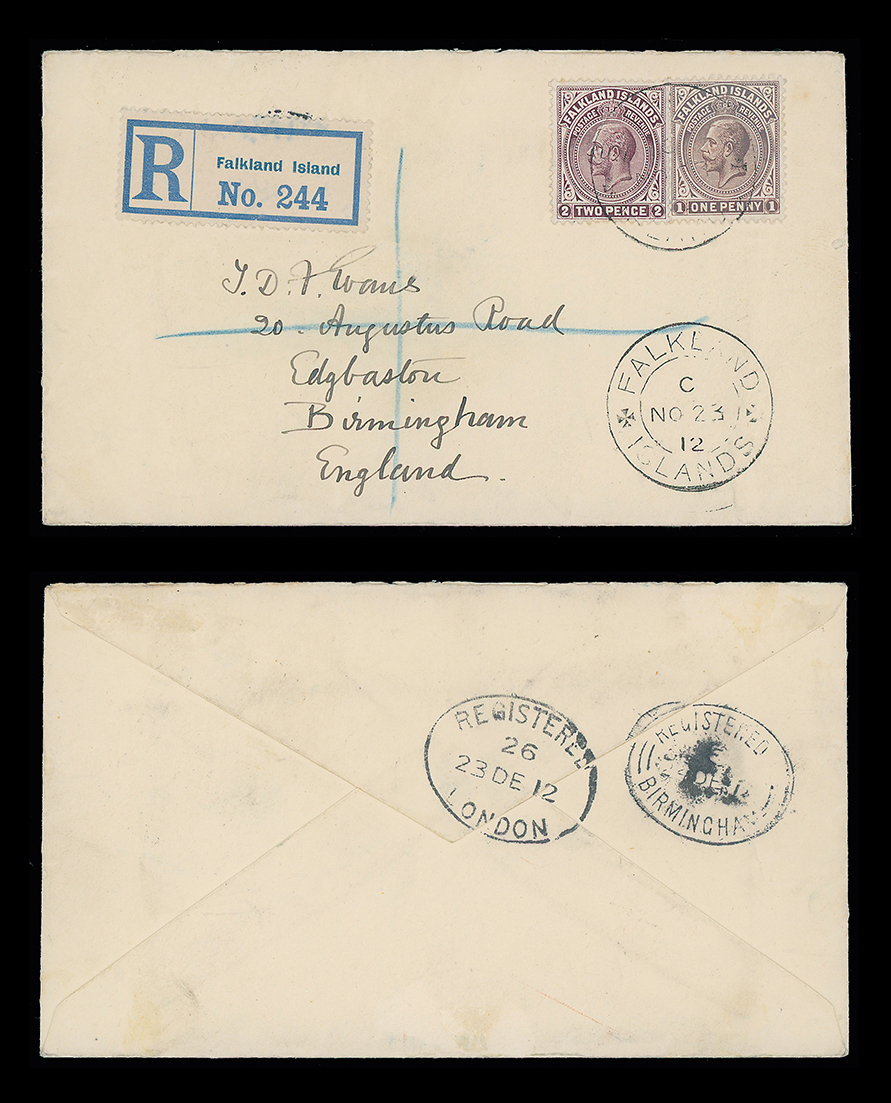 R
Falkland Island
No. 244
FALKLAND ISLANDS
POSTAGE & REVENUE
2 TWO PENCE 2
FALKLAND ISLANDS
POSTAGE & REVENUE
1 ONE PENNY 1
20. Augustus Road
Edgbaston
Birmingham
England.
FALKLAND
C
NO 23
12
ISLANDS
REGISTERED
26
23 DE 12
LONDON
REGISTERED
DE 12
BIRMINGHAM